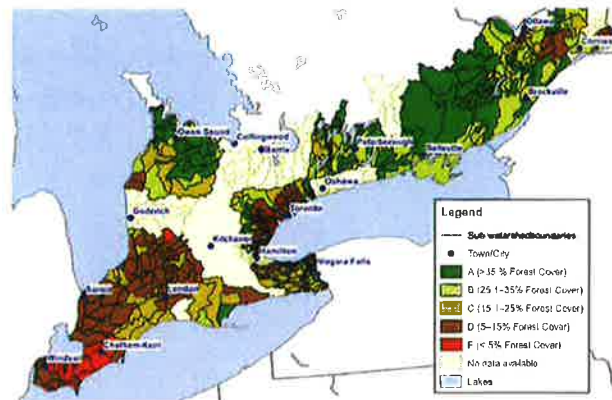 Ottawa
Cornwall
Brockville
Owen Sound
Collingwood
Barrie
Peterborough
Belleville
Oshawa
Toronto
Goderich
Kitchener
Hamilton
Niagara Falls
Sarnia
London
Chatham-Kent
Windsor
Legend
Sub watershed boundaries
Town/City
A (>35 % Forest Cover)
B (25 1–35% Forest Cover)
C (15 1–25% Forest Cover)
D (5–15% Forest Cover)
F (< 5% Forest Cover)
No data available
Lakes